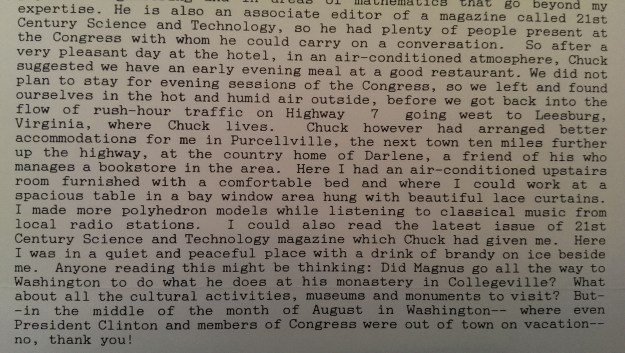 in areas of mathematics that go beyond my
expertise. He is also an associate editor of a magazine called 21st
Century Science and Technology, so he had plenty of people present at
the Congress with whom he could carry on a conversation. So after a
very pleasant day at the hotel, in an air-conditioned atmosphere, Chuck
suggested we have an early evening meal at a good restaurant. We did not
plan to stay for evening sessions of the Congress, so we left and found
ourselves in the hot and humid air outside, before we got back into the
flow of rush-hour traffic on Highway 7 going west to Leesburg,
Virginia, where Chuck lives. Chuck however had arranged better
accommodations for me in Purcellville, the next town ten miles further
up the highway, at the country home of Darlene, a friend of his who
manages a bookstore in the area. Here I had an air-conditioned upstairs
room furnished with a comfortable bed and where I could work at a
spacious table in a bay window area hung with beautiful lace curtains.
I made more polyhedron models while listening to classical music from
local radio stations. I could also read the latest issue of 21st
Century Science and Technology magazine which Chuck had given me. Here
I was in a quiet and peaceful place with a drink of brandy on ice beside
me. Anyone reading this might be thinking: Did Magnus go all the way to
Washington to do what he does at his monastery in Collegeville? What
about all the cultural activities, museums and monuments to visit? But-
-in the middle of the month of August in Washington-- where even
President Clinton and members of Congress were out of town on vacation--
no, thank you!